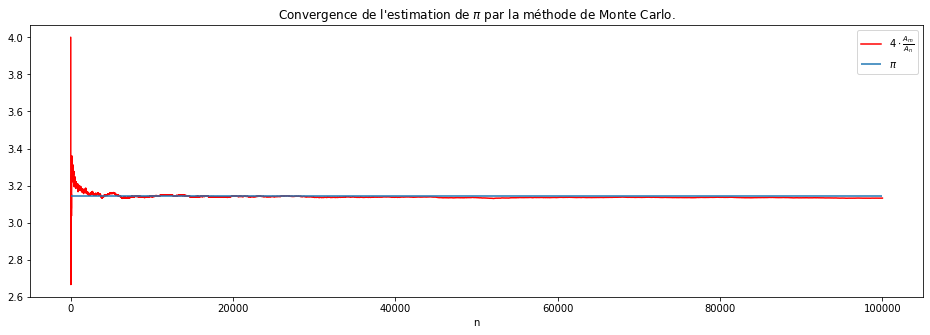 Convergence de l'estimation de π par la méthode de Monte Carlo.
4.0
3.8
3.6
3.4
3.2
3.0
2.8
2.6
4 · A_m/A_n
π
0 20000 40000 60000 80000 100000
n